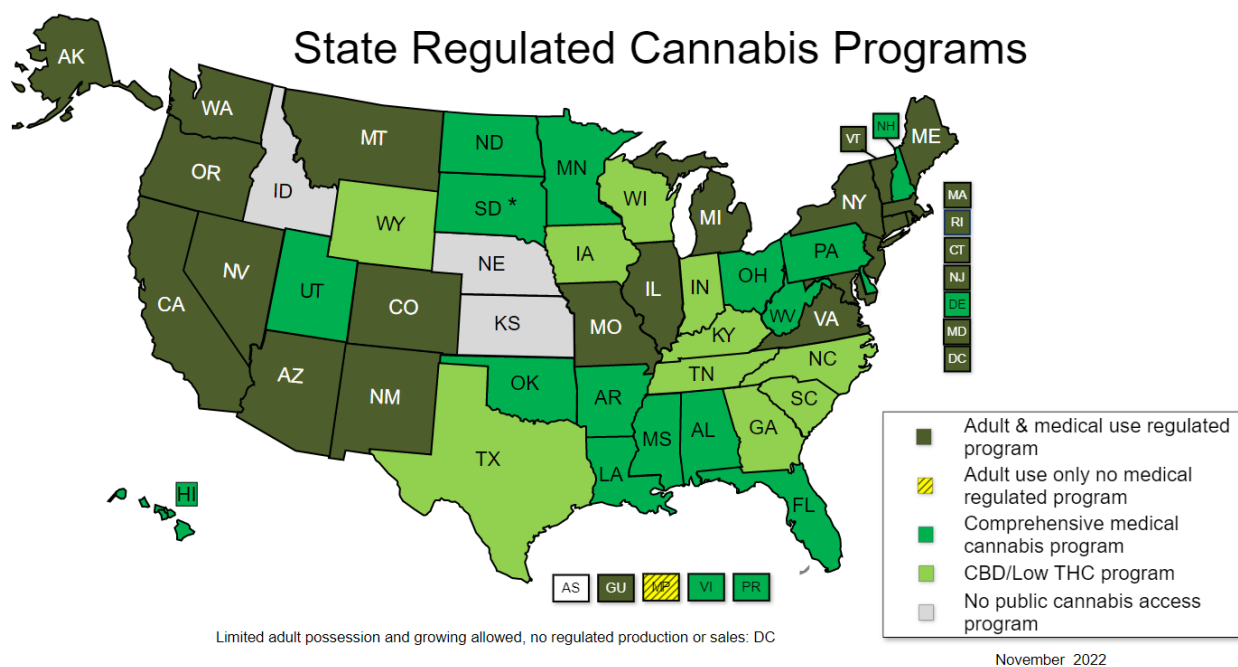 State Regulated Cannabis Programs
AK
WA
MT
ND
MN
VT
NH
ME
OR
ID
WY
SD *
WI
MI
NY
MA
RI
CT
NJ
DE
MD
DC
NV
UT
CO
NE
IA
IL
IN
OH
PA
CA
KS
MO
KY
WV
VA
AZ
NM
OK
AR
TN
NC
SC
TX
LA
MS
AL
GA
FL
HI
AS
GU
MP
VI
PR
Adult & medical use regulated
program
Adult use only no medical
regulated program
Comprehensive medical
cannabis program
CBD/Low THC program
No public cannabis access
program
Limited adult possession and growing allowed, no regulated production or sales: DC
November 2022